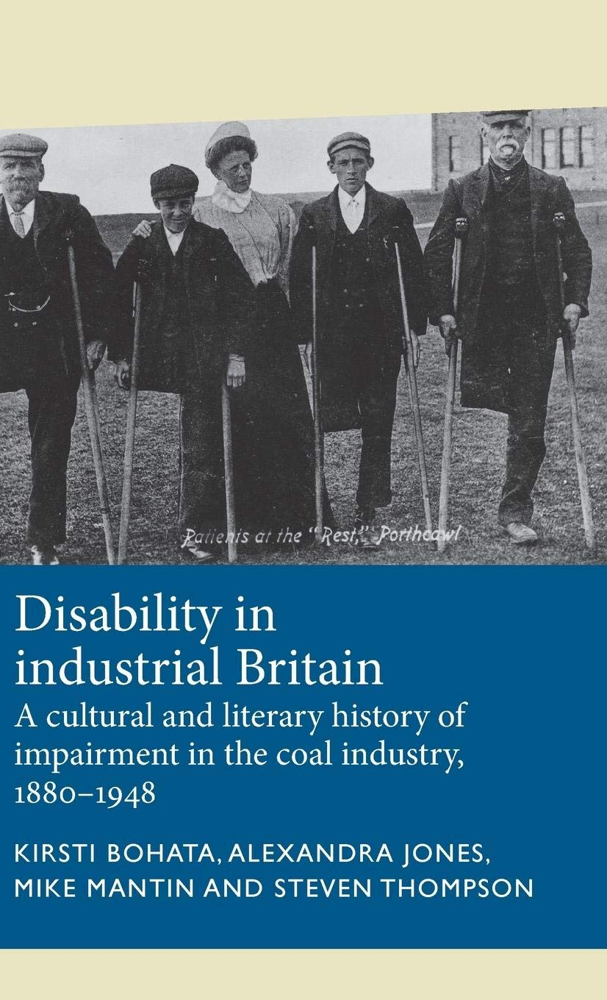 Patients at the "Rest," Porthcawl
Disability in
industrial Britain
A cultural and literary history of
impairment in the coal industry,
1880–1948
KIRSTI BOHATA, ALEXANDRA JONES,
MIKE MANTIN AND STEVEN THOMPSON